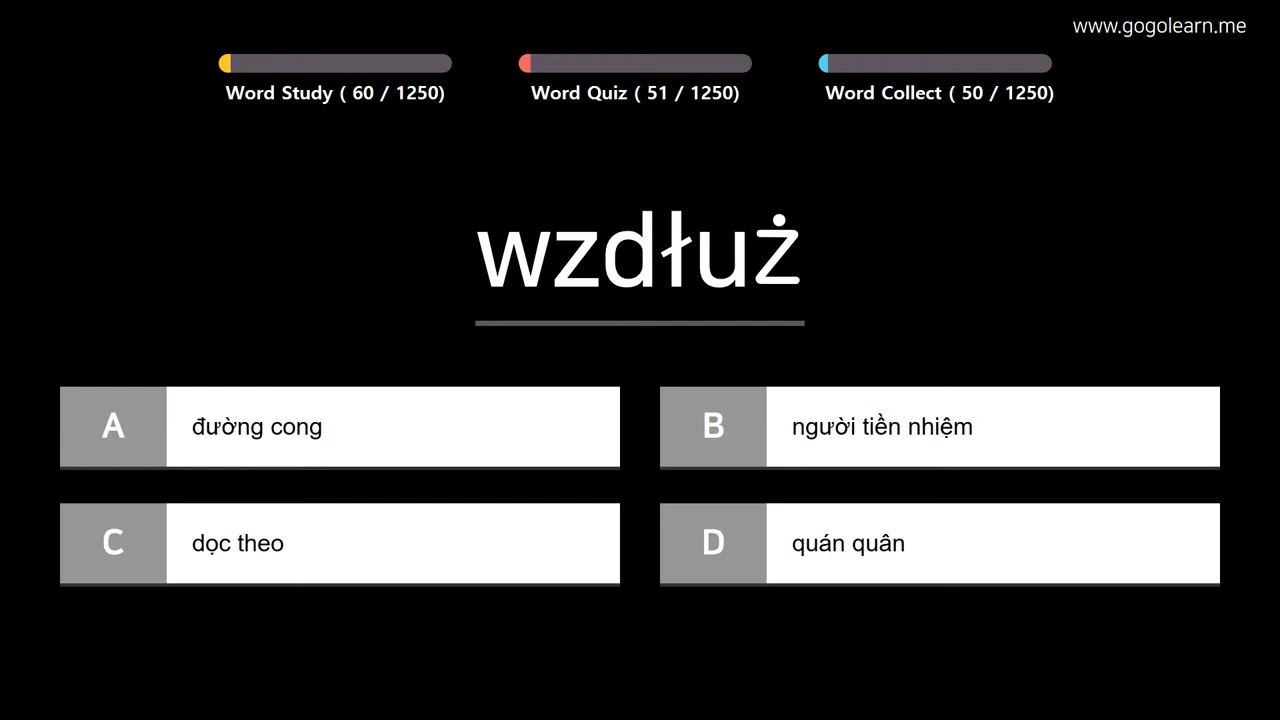 www.gogolearn.me
Word Study ( 60 / 1250)
Word Quiz ( 51 / 1250)
Word Collect ( 50 / 1250)
wzdłuż
A
đường cong
B
người tiền nhiệm
C
dọc theo
D
quán quân